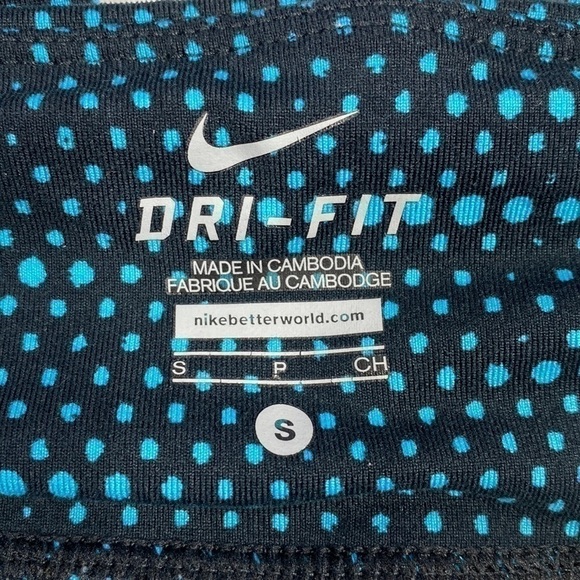 DRI-FIT
MADE IN CAMBODIA
FABRIQUE AU CAMBODGE
nikebetterworld.com
S P CH
S